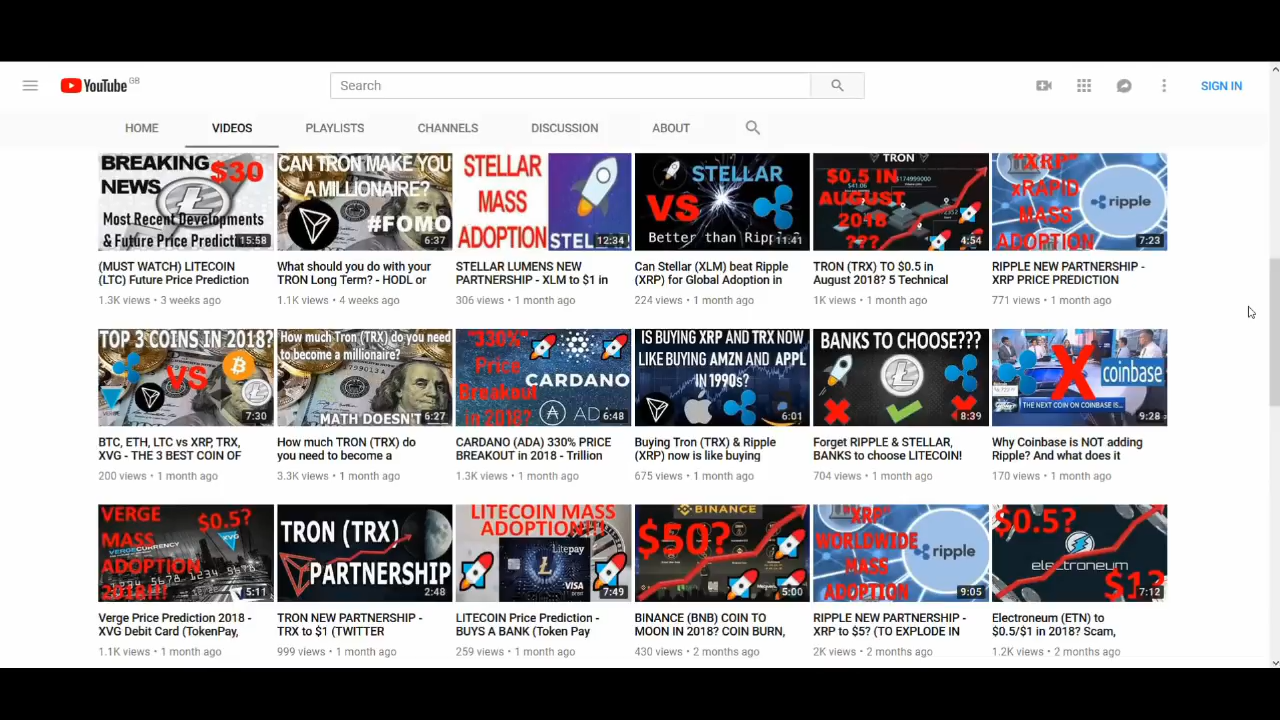 YouTube GB
Search
SIGN IN
HOME
VIDEOS
PLAYLISTS
CHANNELS
DISCUSSION
ABOUT
BREAKING
NEWS
$30
Most Recent Developments
& Future Price Predicti
15:58
CAN TRON MAKE YOU
A MILLIONAIRE?
#FOMO
6:37
STELLAR
MASS
ADOPTION
STEL
12:34
STELLAR
VS
Better than Ripp
11:41
TRON
$0.5 IN
AUGUST
2018
???
4:54
"XRP"
xRAPID
MASS
ADOPTION
ripple
7:23
(MUST WATCH) LITECOIN
(LTC) Future Price Prediction
1.3K views • 3 weeks ago
What should you do with your
TRON Long Term? - HODL or
1.1K views • 4 weeks ago
STELLAR LUMENS NEW
PARTNERSHIP - XLM to $1 in
306 views • 1 month ago
Can Stellar (XLM) beat Ripple
(XRP) for Global Adoption in
224 views • 1 month ago
TRON (TRX) TO $0.5 in
August 2018? 5 Technical
1K views • 1 month ago
RIPPLE NEW PARTNERSHIP -
XRP PRICE PREDICTION
771 views • 1 month ago
TOP 3 COINS IN 2018?
VS
7:30
How much Tron (TRX) do you need
to become a millionaire?
MATH DOESN'T
6:27
"330%"
Price
Breakout
in 2018?
CARDANO
AD
6:48
IS BUYING XRP AND TRX NOW
LIKE BUYING AMZN AND APPL
IN 1990s?
6:01
BANKS TO CHOOSE???
8:39
X
coinbase
THE NEXT COIN ON COINBASE IS...
9:28
BTC, ETH, LTC vs XRP, TRX,
XVG - THE 3 BEST COIN OF
200 views • 1 month ago
How much TRON (TRX) do
you need to become a
3.3K views • 1 month ago
CARDANO (ADA) 330% PRICE
BREAKOUT in 2018 - Trillion
1.3K views • 1 month ago
Buying Tron (TRX) & Ripple
(XRP) now is like buying
675 views • 1 month ago
Forget RIPPLE & STELLAR,
BANKS to choose LITECOIN!
704 views • 1 month ago
Why Coinbase is NOT adding
Ripple? And what does it
170 views • 1 month ago
VERGE
MASS
ADOPTION
2018!!!
$0.5?
VERGECURRENCY
5:11
TRON (TRX)
PARTNERSHIP
2:48
LITECOIN MASS
ADOPTION!!!
Litepay
VISA
7:49
BINANCE
$50?
5:00
"XRP"
WORLDWIDE
MASS
ADOPTION
ripple
9:05
$0.5?
electroneum
$1?
7:12
Verge Price Prediction 2018 -
XVG Debit Card (TokenPay,
1.1K views • 1 month ago
TRON NEW PARTNERSHIP -
TRX to $1 (TWITTER
999 views • 1 month ago
LITECOIN Price Prediction -
BUYS A BANK (Token Pay
259 views • 1 month ago
BINANCE (BNB) COIN TO
MOON IN 2018? COIN BURN,
430 views • 2 months ago
RIPPLE NEW PARTNERSHIP -
XRP to $5? (TO EXPLODE IN
2K views • 2 months ago
Electroneum (ETN) to
$0.5/$1 in 2018? Scam,
1.2K views • 2 months ago